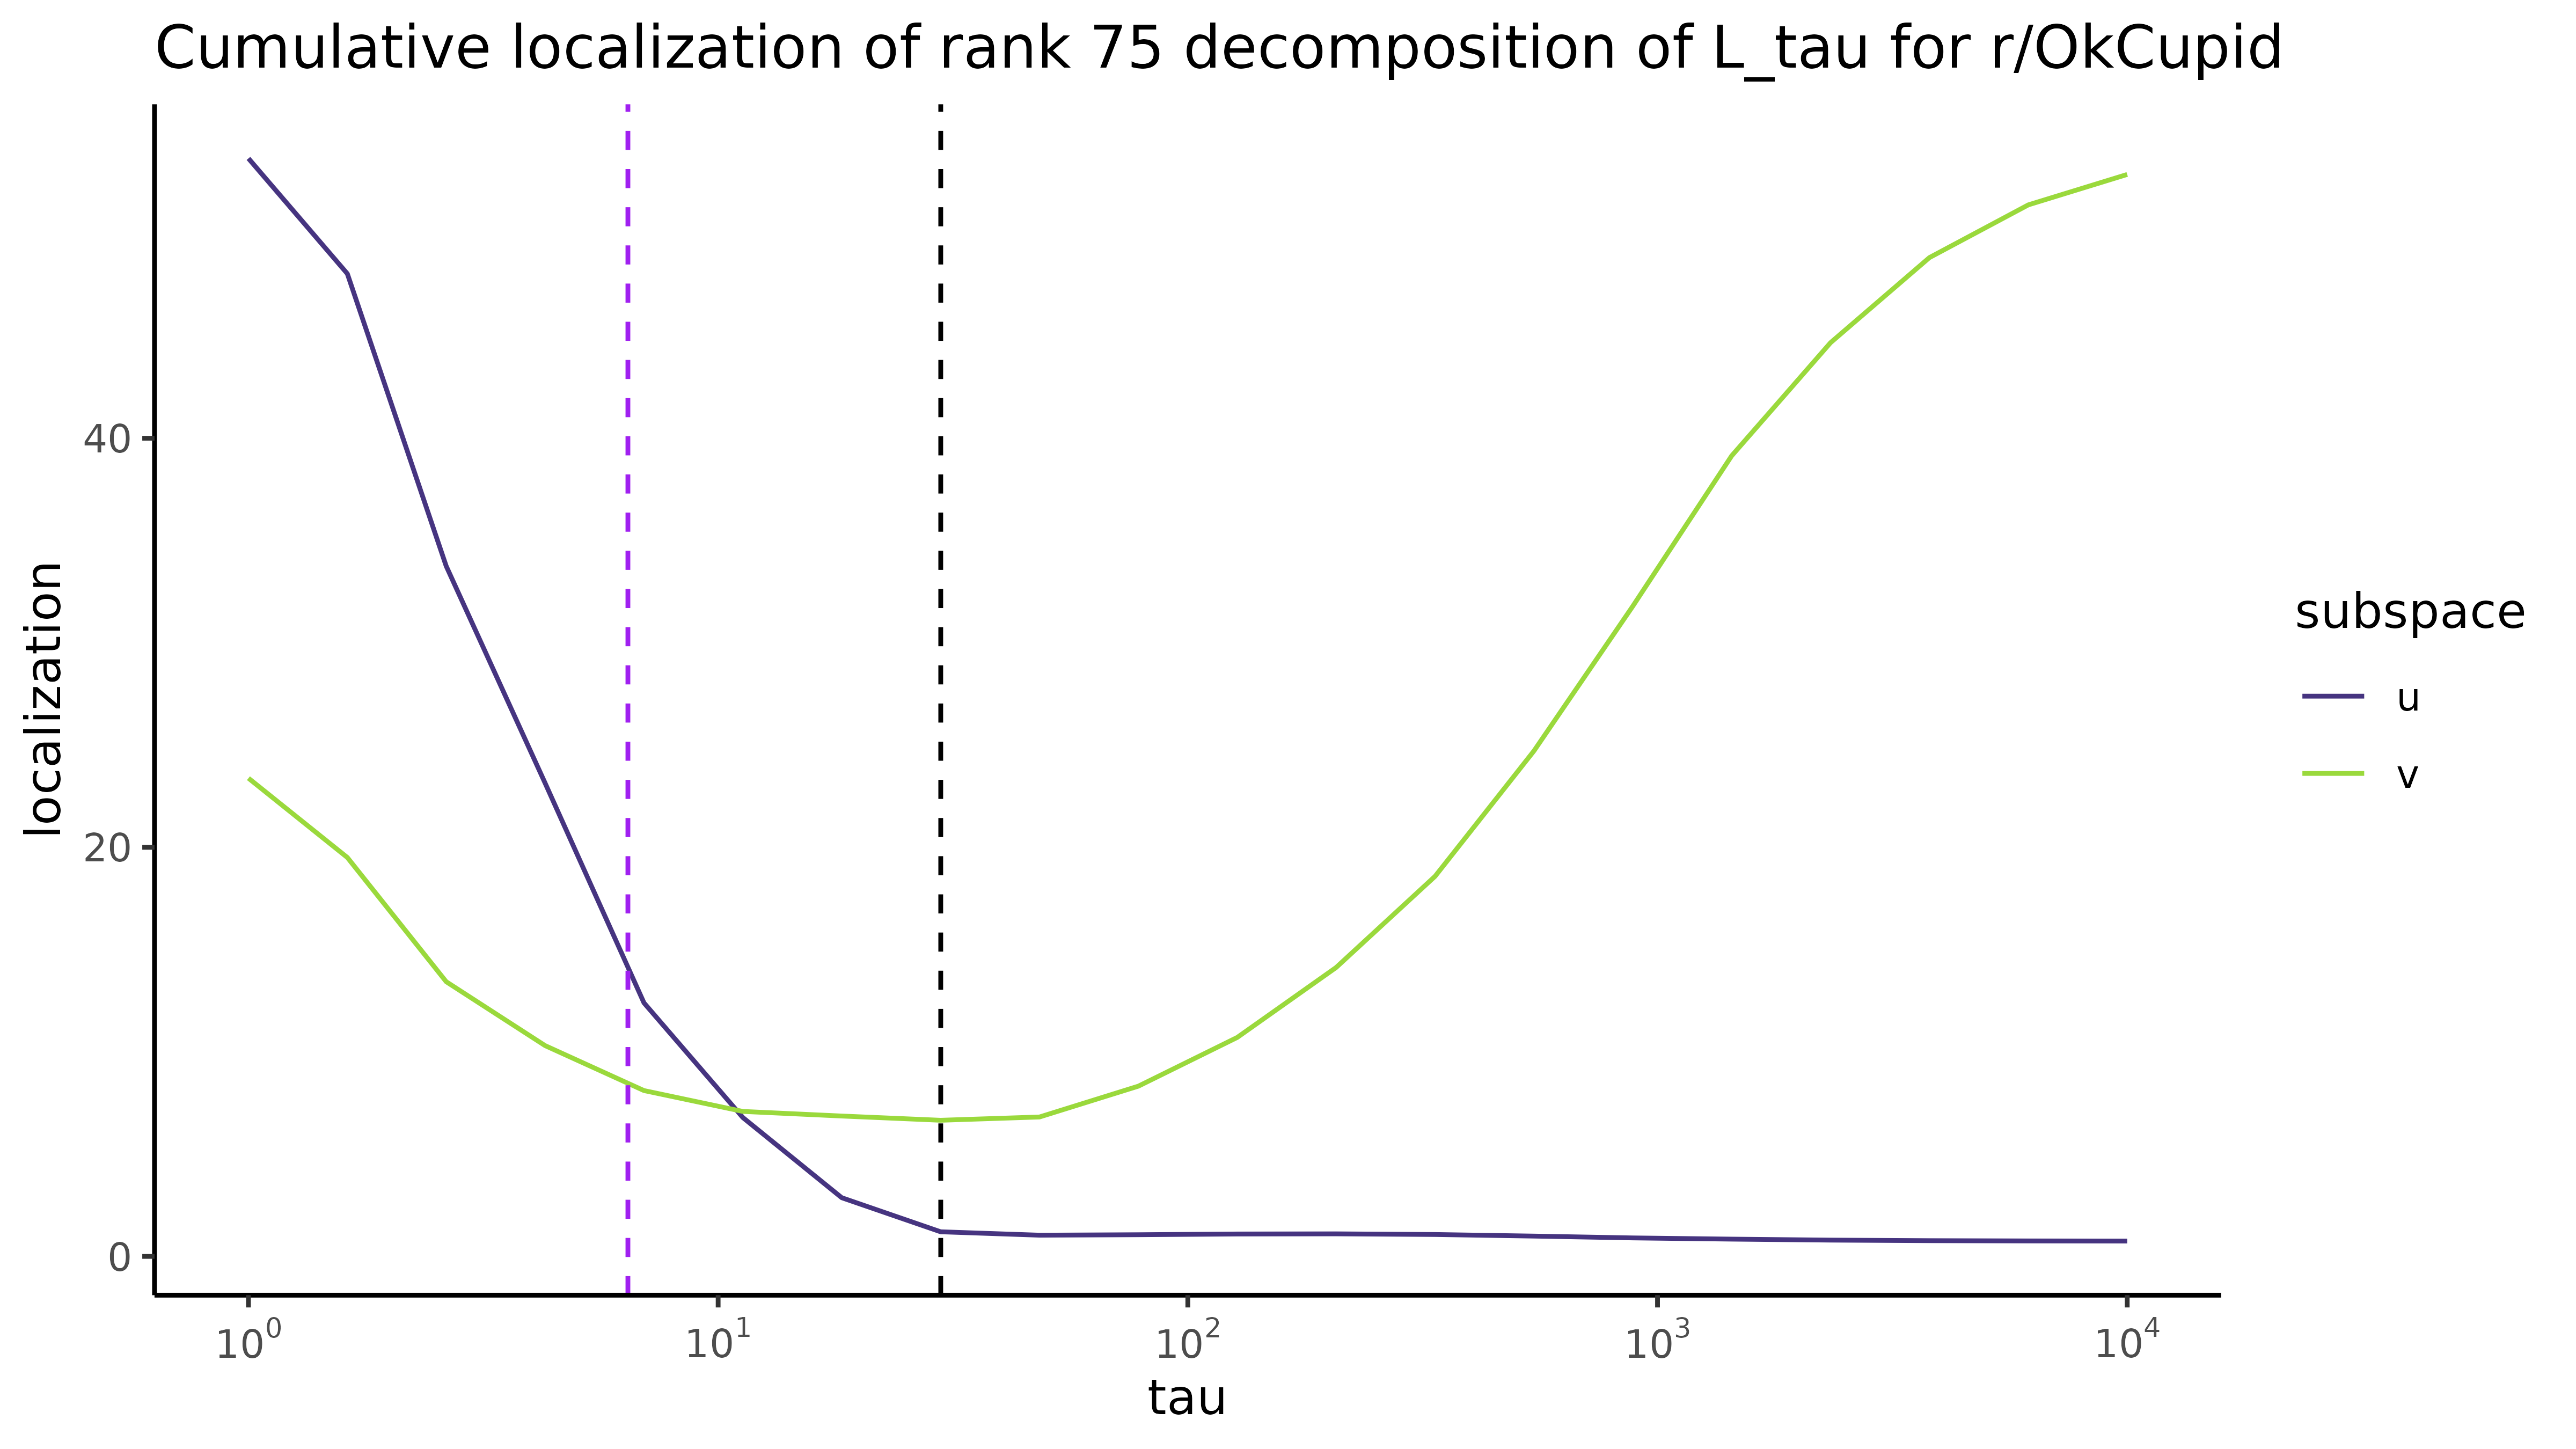 Cumulative localization of rank 75 decomposition of L_tau for r/OkCupid
localization
40
20
0
10^0 10^1 10^2 10^3 10^4
tau
subspace
u
v